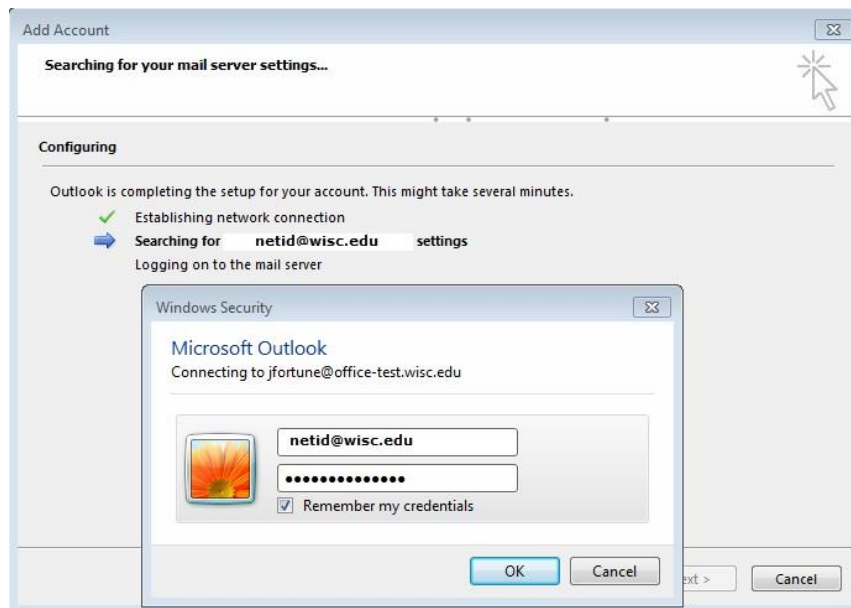 Add Account
Searching for your mail server settings...
Configuring
Outlook is completing the setup for your account. This might take several minutes.
Establishing network connection
Searching for netid@wisc.edu settings
Logging on to the mail server
Windows Security
Microsoft Outlook
Connecting to jfortune@office-test.wisc.edu
netid@wisc.edu
••••••••••••••
Remember my credentials
OK Cancel
Cancel